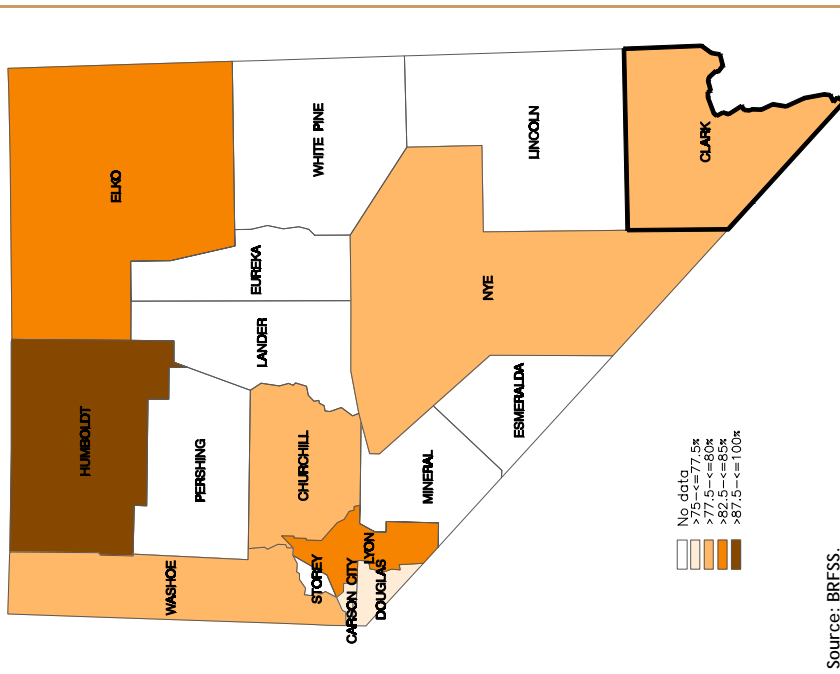 ELKO
WHITE PINE
LINCOLN
CLARK
EUREKA
NYE
LANDER
ESMERALDA
HUMBOLDT
PERSHING
CHURCHILL
MINERAL
WASHOE
STOREY
LYON
CARSON CITY
DOUGLAS
No data
>75-<=77.5%
>77.5-<=80%
>82.5-<=85%
>87.5-<=100%
Source: BRFSS.